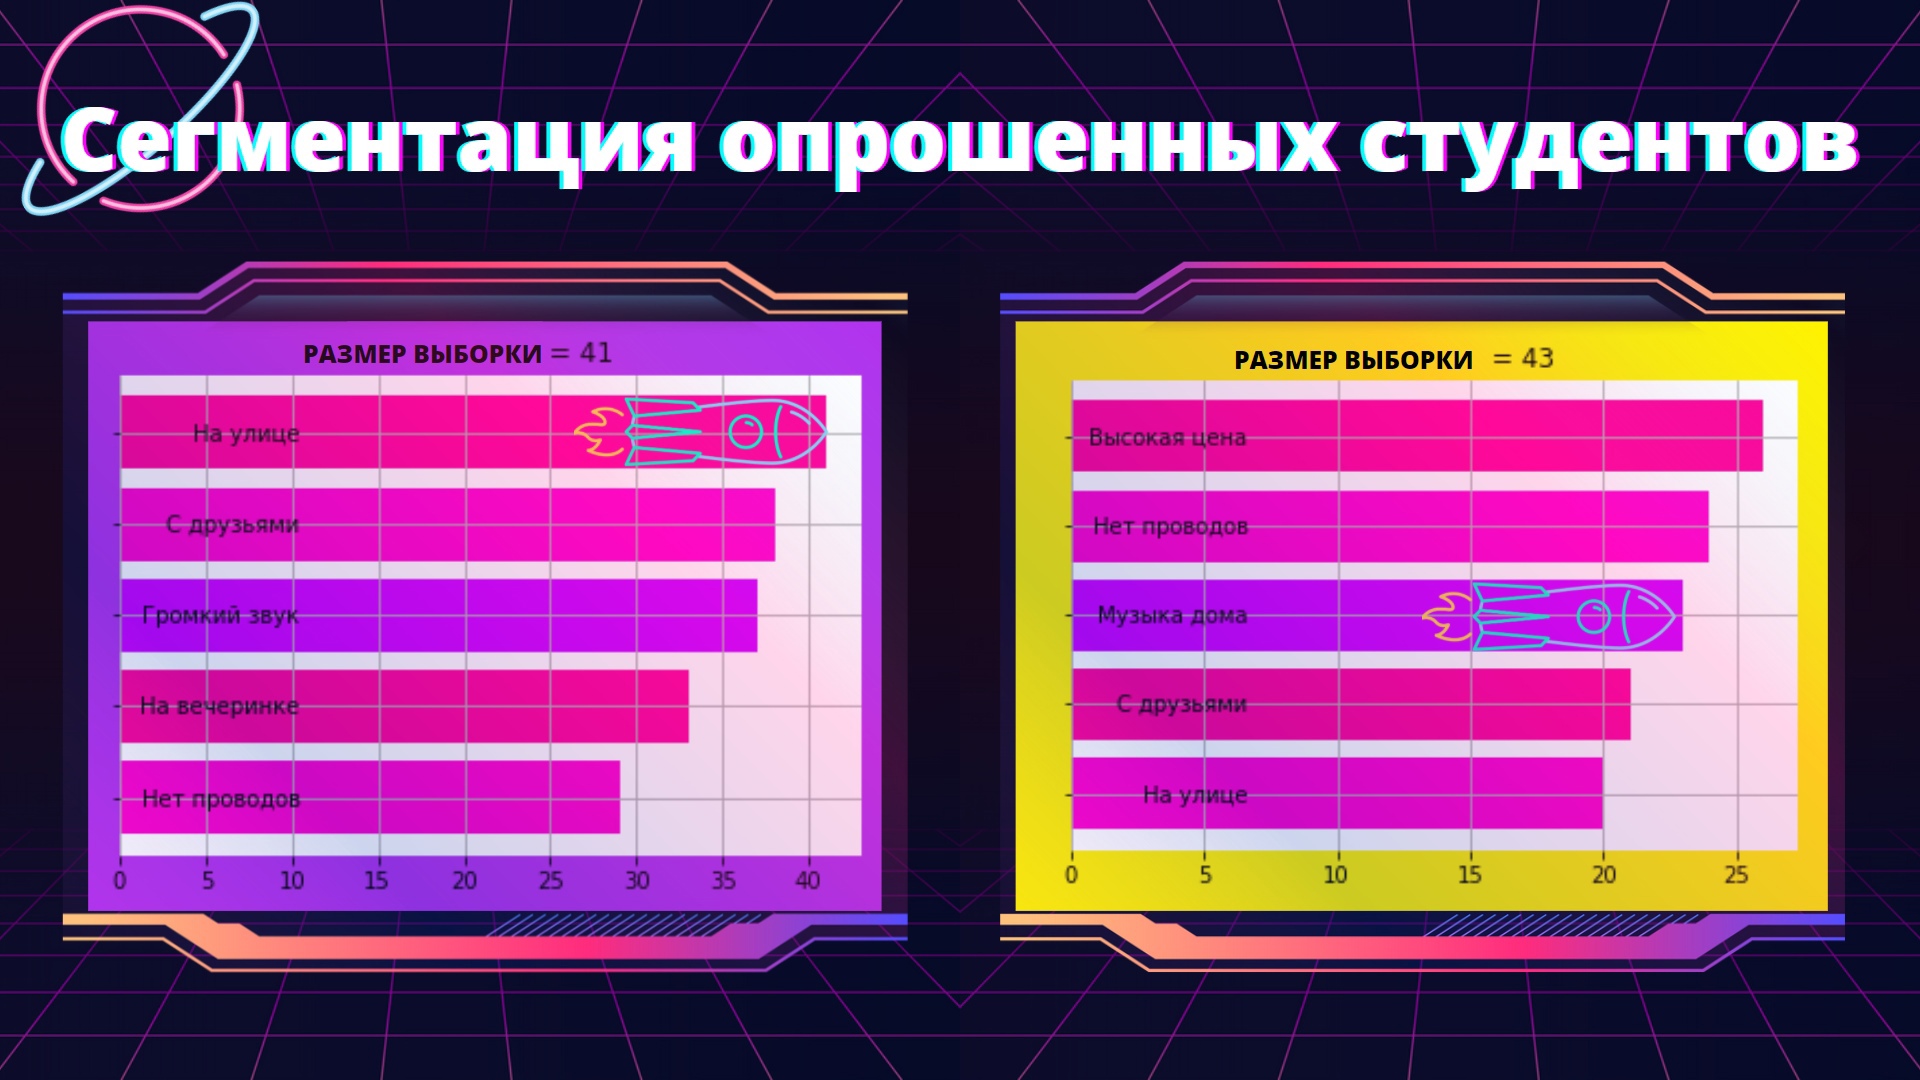 Сегментация опрошенных студентов
РАЗМЕР ВЫБОРКИ = 41
На улице
С друзьями
Громкий звук
На вечеринке
Нет проводов
0 5 10 15 20 25 30 35 40
РАЗМЕР ВЫБОРКИ = 43
Высокая цена
Нет проводов
Музыка дома
С друзьями
На улице
0 5 10 15 20 25